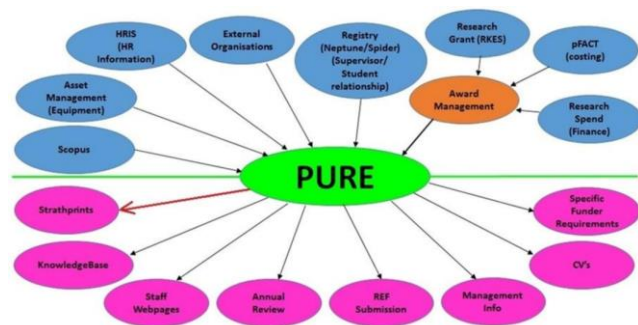 HRIS
(HR
Information)
External
Organisations
Registry
(Neptune/Spider)
(Supervisor/
Student
relationship)
Research
Grant (RKES)
pFACT
(costing)
Asset
Management
(Equipment)
Award
Management
Research
Spend
(Finance)
Scopus
PURE
Strathprints
Specific
Funder
Requirements
KnowledgeBase
CV's
Staff
Webpages
Annual
Review
REF
Submission
Management
Info